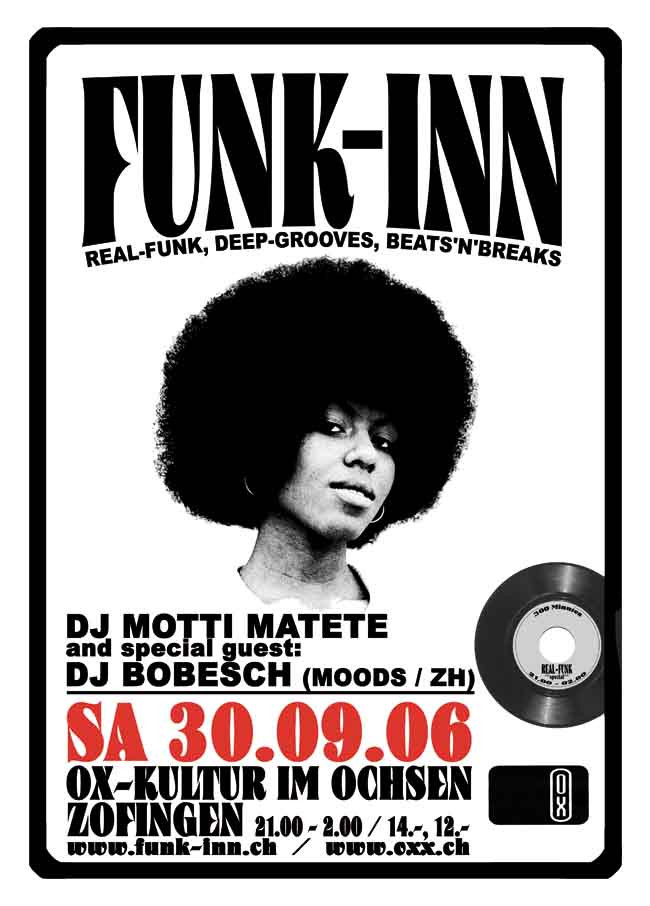 FUNK-INN
REAL-FUNK, DEEP-GROOVES, BEATS'N'BREAKS
DJ MOTTI MATETE
and special guest:
DJ BOBESCH (MOODS / ZH)
SA 30.09.06
OX-KULTUR IM OCHSEN
ZOFINGEN 21.00 - 2.00 / 14.-, 12.-
www.funk-inn.ch / www.oxx.ch
300 Minutes
REAL-FUNK
special
21.00 - 02.00
OX